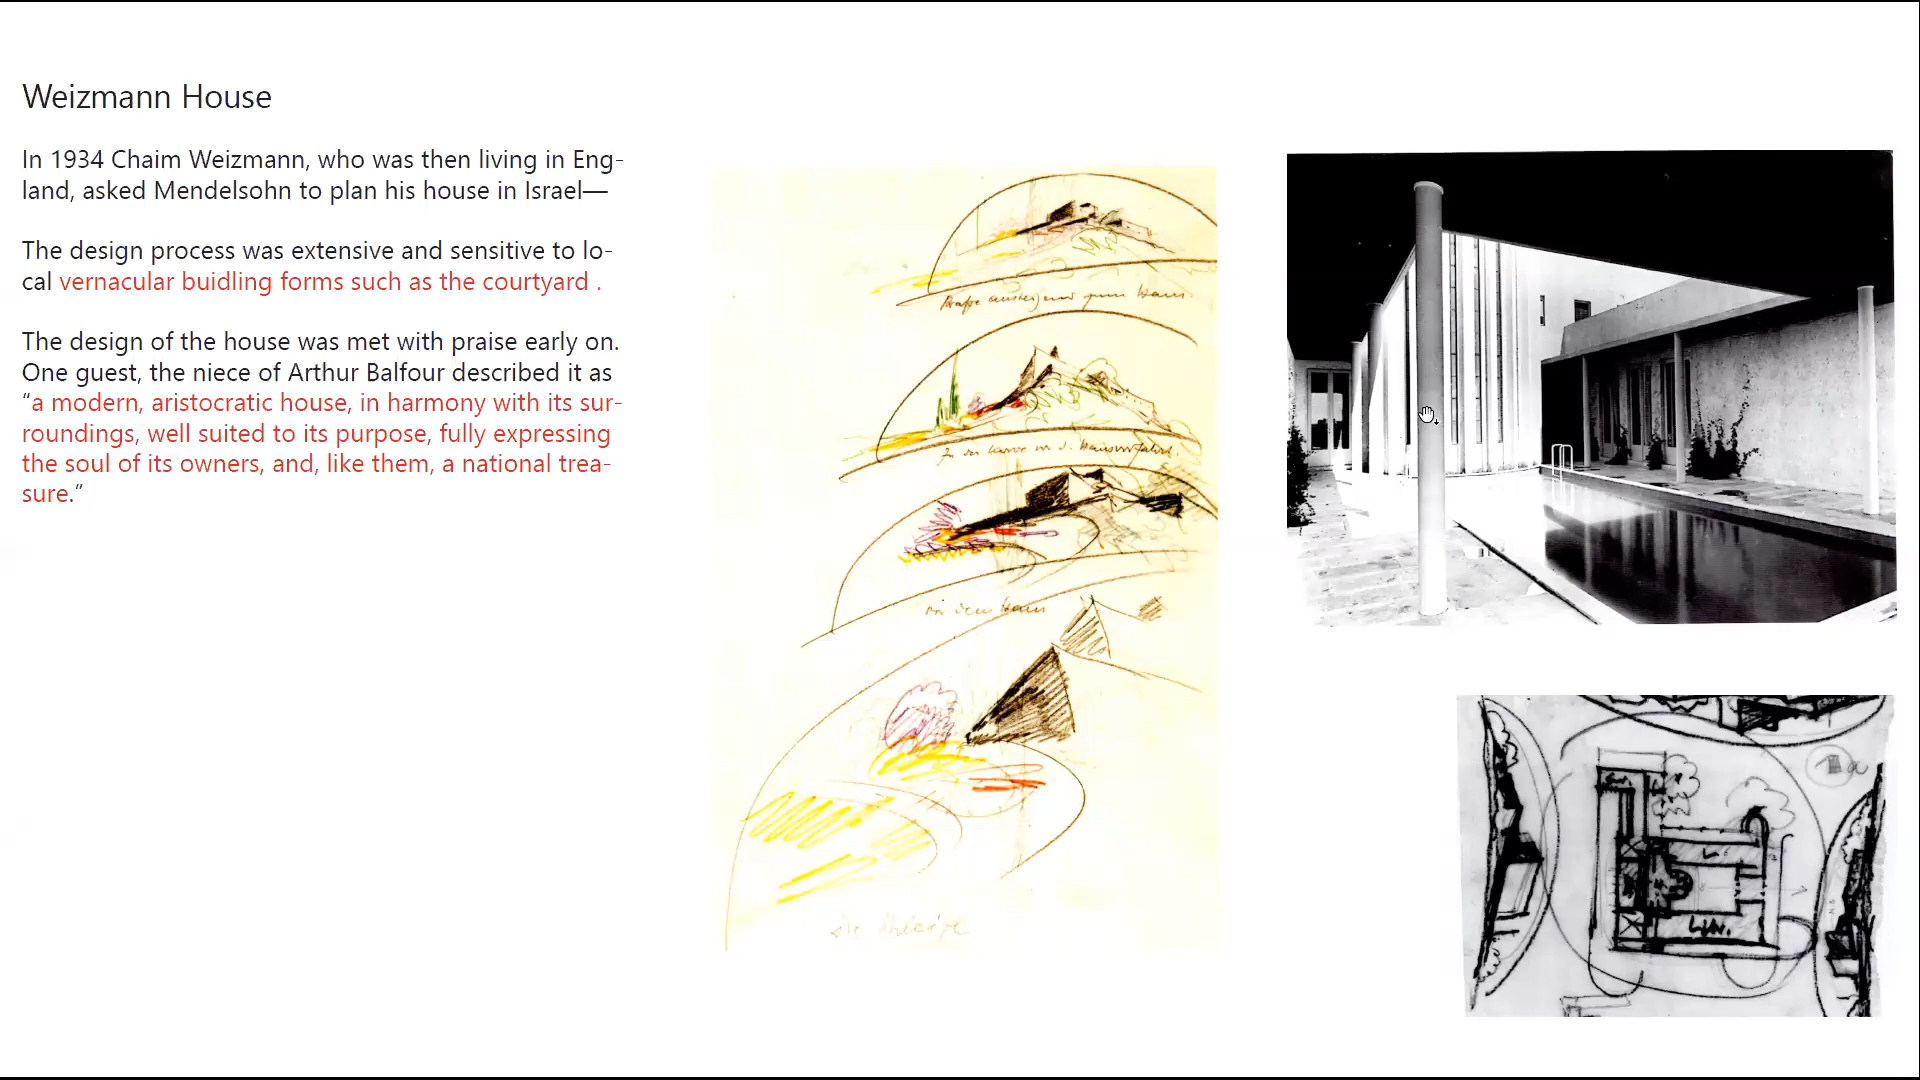 Weizmann House
In 1934 Chaim Weizmann, who was then living in Eng-
land, asked Mendelsohn to plan his house in Israel—
The design process was extensive and sensitive to lo-
cal vernacular buidling forms such as the courtyard .
The design of the house was met with praise early on.
One guest, the niece of Arthur Balfour described it as
“a modern, aristocratic house, in harmony with its sur-
roundings, well suited to its purpose, fully expressing
the soul of its owners, and, like them, a national trea-
sure.”
vor dem Haus